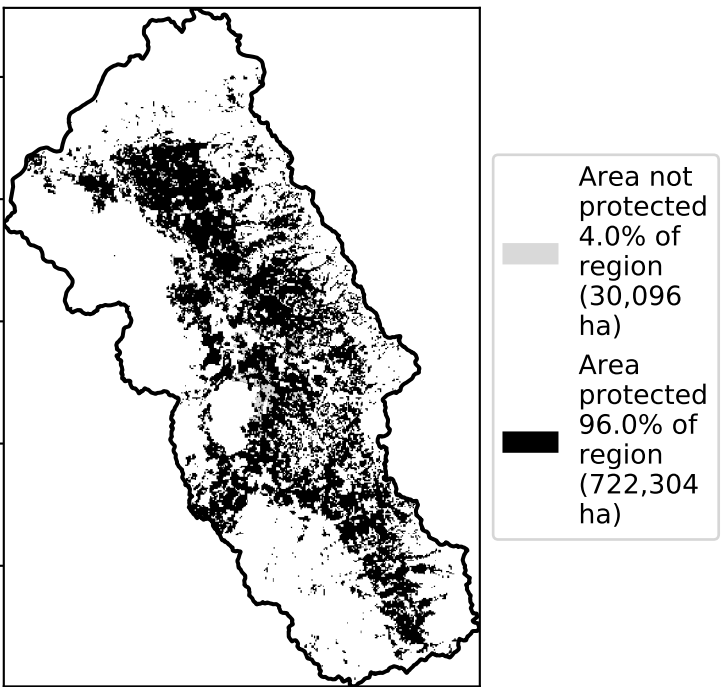 Area not
protected
4.0% of
region
(30,096
ha)
Area
protected
96.0% of
region
(722,304
ha)